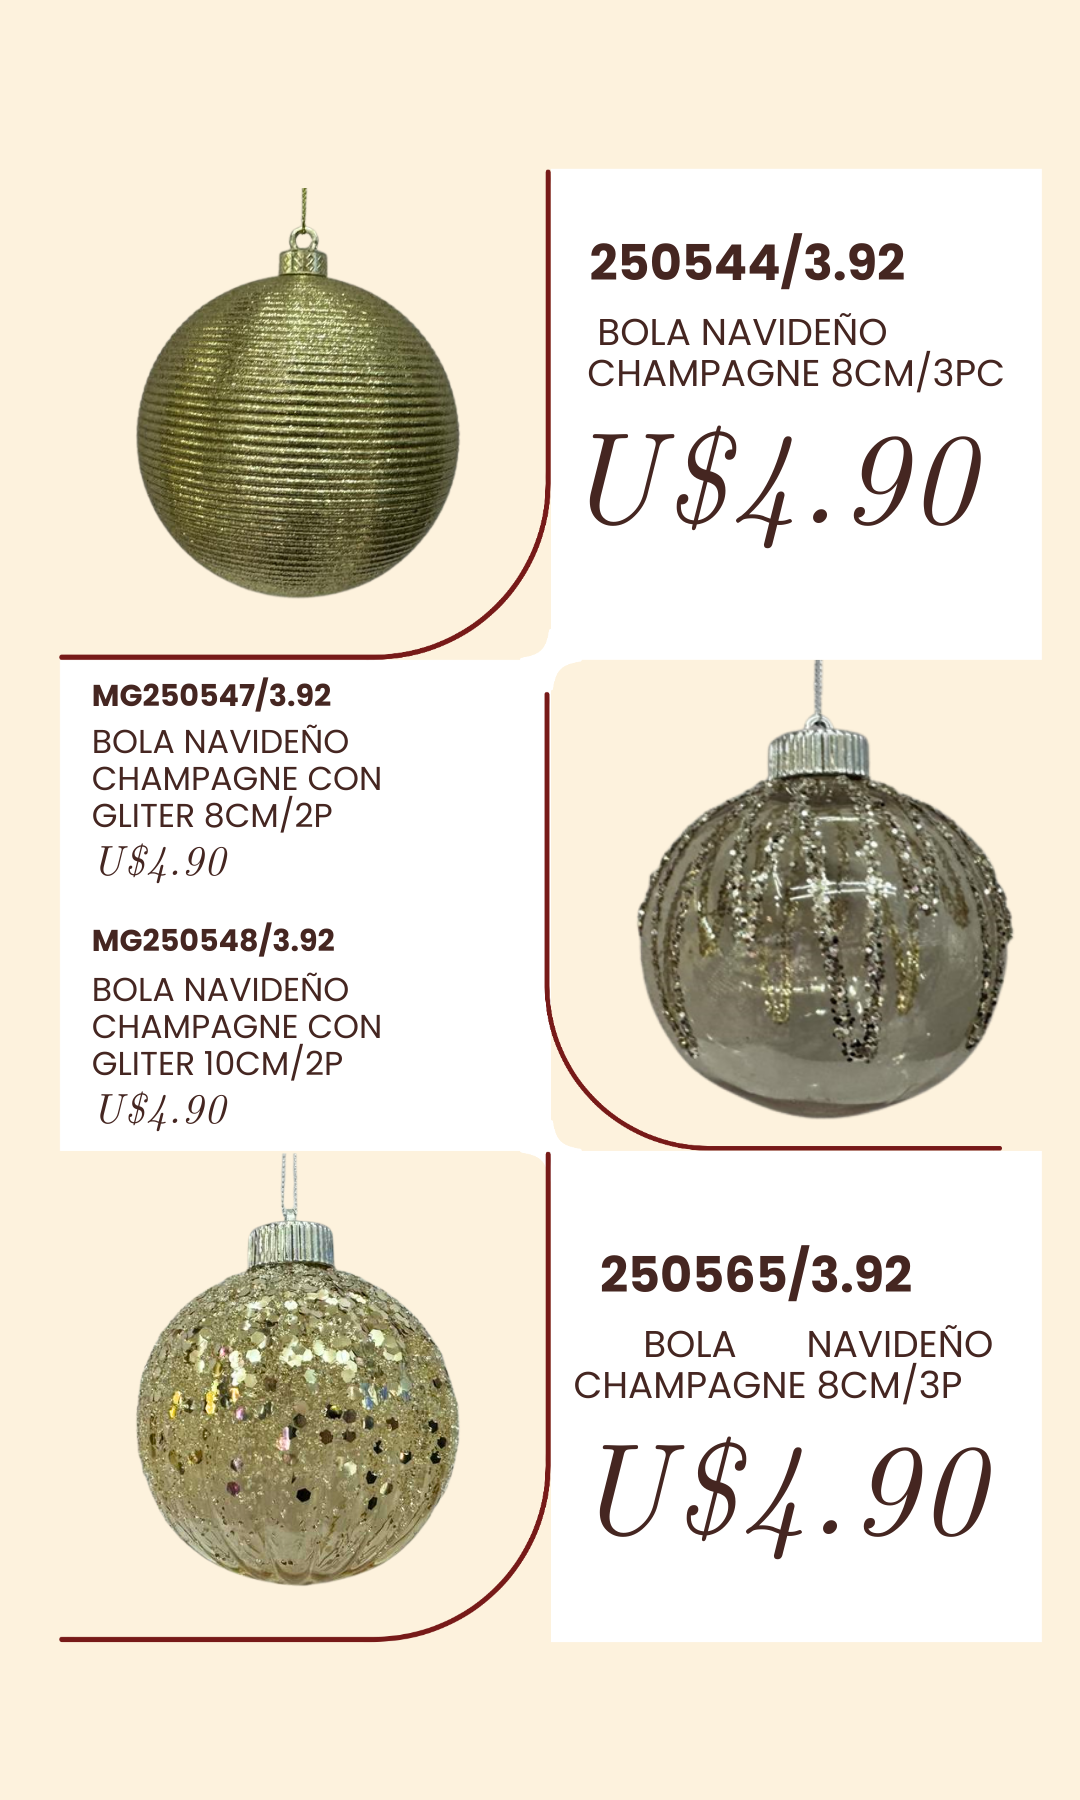 250544/3.92
BOLA NAVIDEÑO
CHAMPAGNE 8CM/3PC
U$4.90
MG250547/3.92
BOLA NAVIDEÑO
CHAMPAGNE CON
GLITER 8CM/2P
U$4.90
MG250548/3.92
BOLA NAVIDEÑO
CHAMPAGNE CON
GLITER 10CM/2P
U$4.90
250565/3.92
BOLA NAVIDEÑO
CHAMPAGNE 8CM/3P
U$4.90